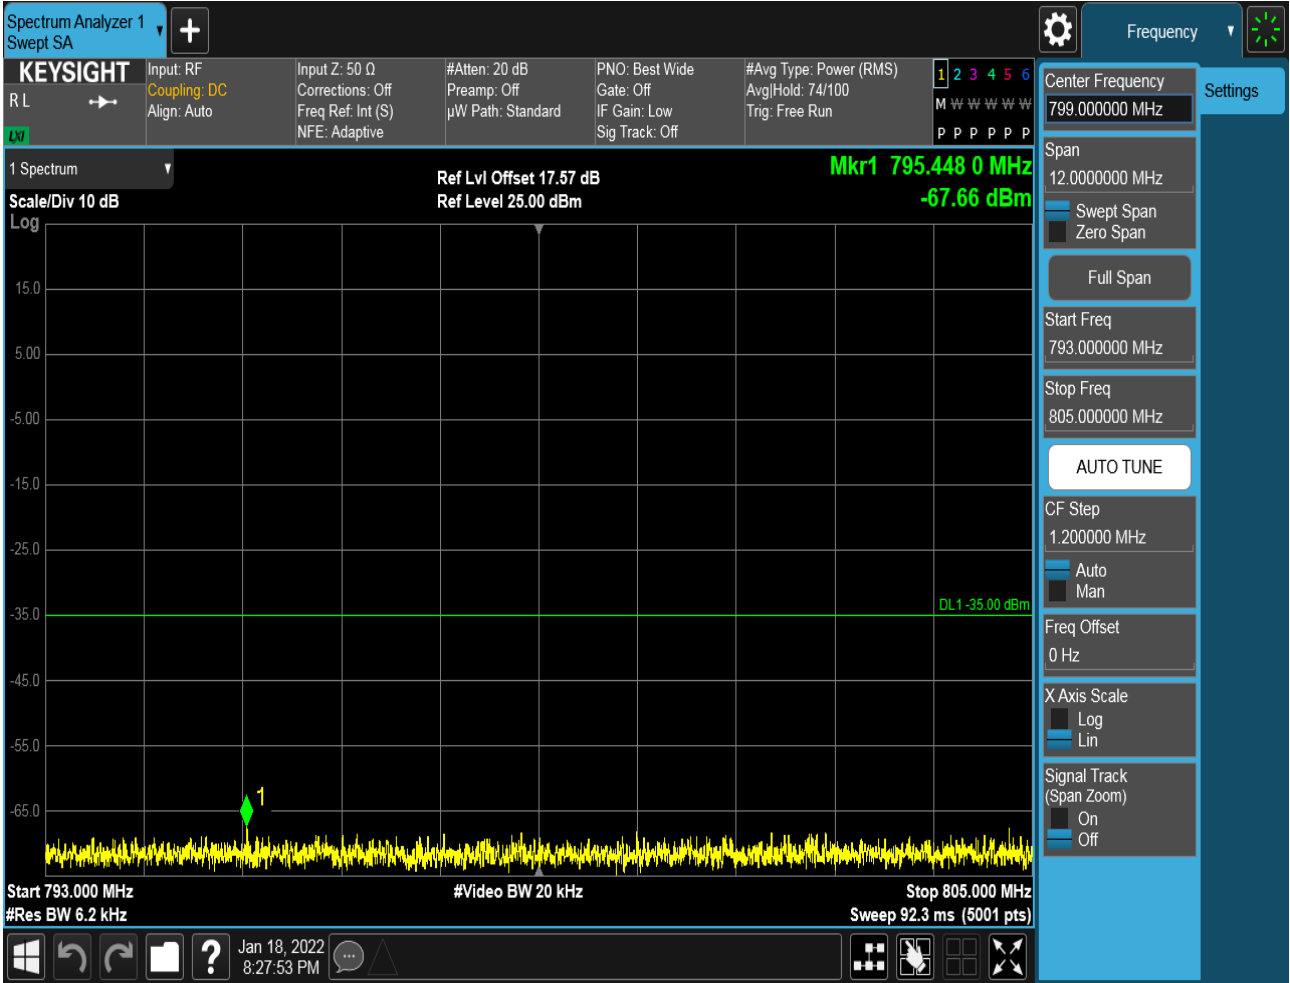 Spectrum Analyzer 1
Swept SA
Frequency
KEYSIGHT
R L
LXI
Input: RF
Coupling: DC
Align: Auto
Input Z: 50 Ω
Corrections: Off
Freq Ref: Int (S)
NFE: Adaptive
#Atten: 20 dB
Preamp: Off
µW Path: Standard
PNO: Best Wide
Gate: Off
IF Gain: Low
Sig Track: Off
#Avg Type: Power (RMS)
Avg|Hold: 74/100
Trig: Free Run
1 2 3 4 5 6
M W W W W W
P P P P P P
1 Spectrum
Scale/Div 10 dB
Log
Ref Lvl Offset 17.57 dB
Ref Level 25.00 dBm
Mkr1 795.448 0 MHz
-67.66 dBm
15.0
5.00
-5.00
-15.0
-25.0
-35.0
DL1 -35.00 dBm
-45.0
-55.0
-65.0
1
Start 793.000 MHz
#Video BW 20 kHz
Stop 805.000 MHz
#Res BW 6.2 kHz
Sweep 92.3 ms (5001 pts)
Jan 18, 2022
8:27:53 PM
Center Frequency
799.000000 MHz
Settings
Span
12.0000000 MHz
Swept Span
Zero Span
Full Span
Start Freq
793.000000 MHz
Stop Freq
805.000000 MHz
AUTO TUNE
CF Step
1.200000 MHz
Auto
Man
Freq Offset
0 Hz
X Axis Scale
Log
Lin
Signal Track
(Span Zoom)
On
Off